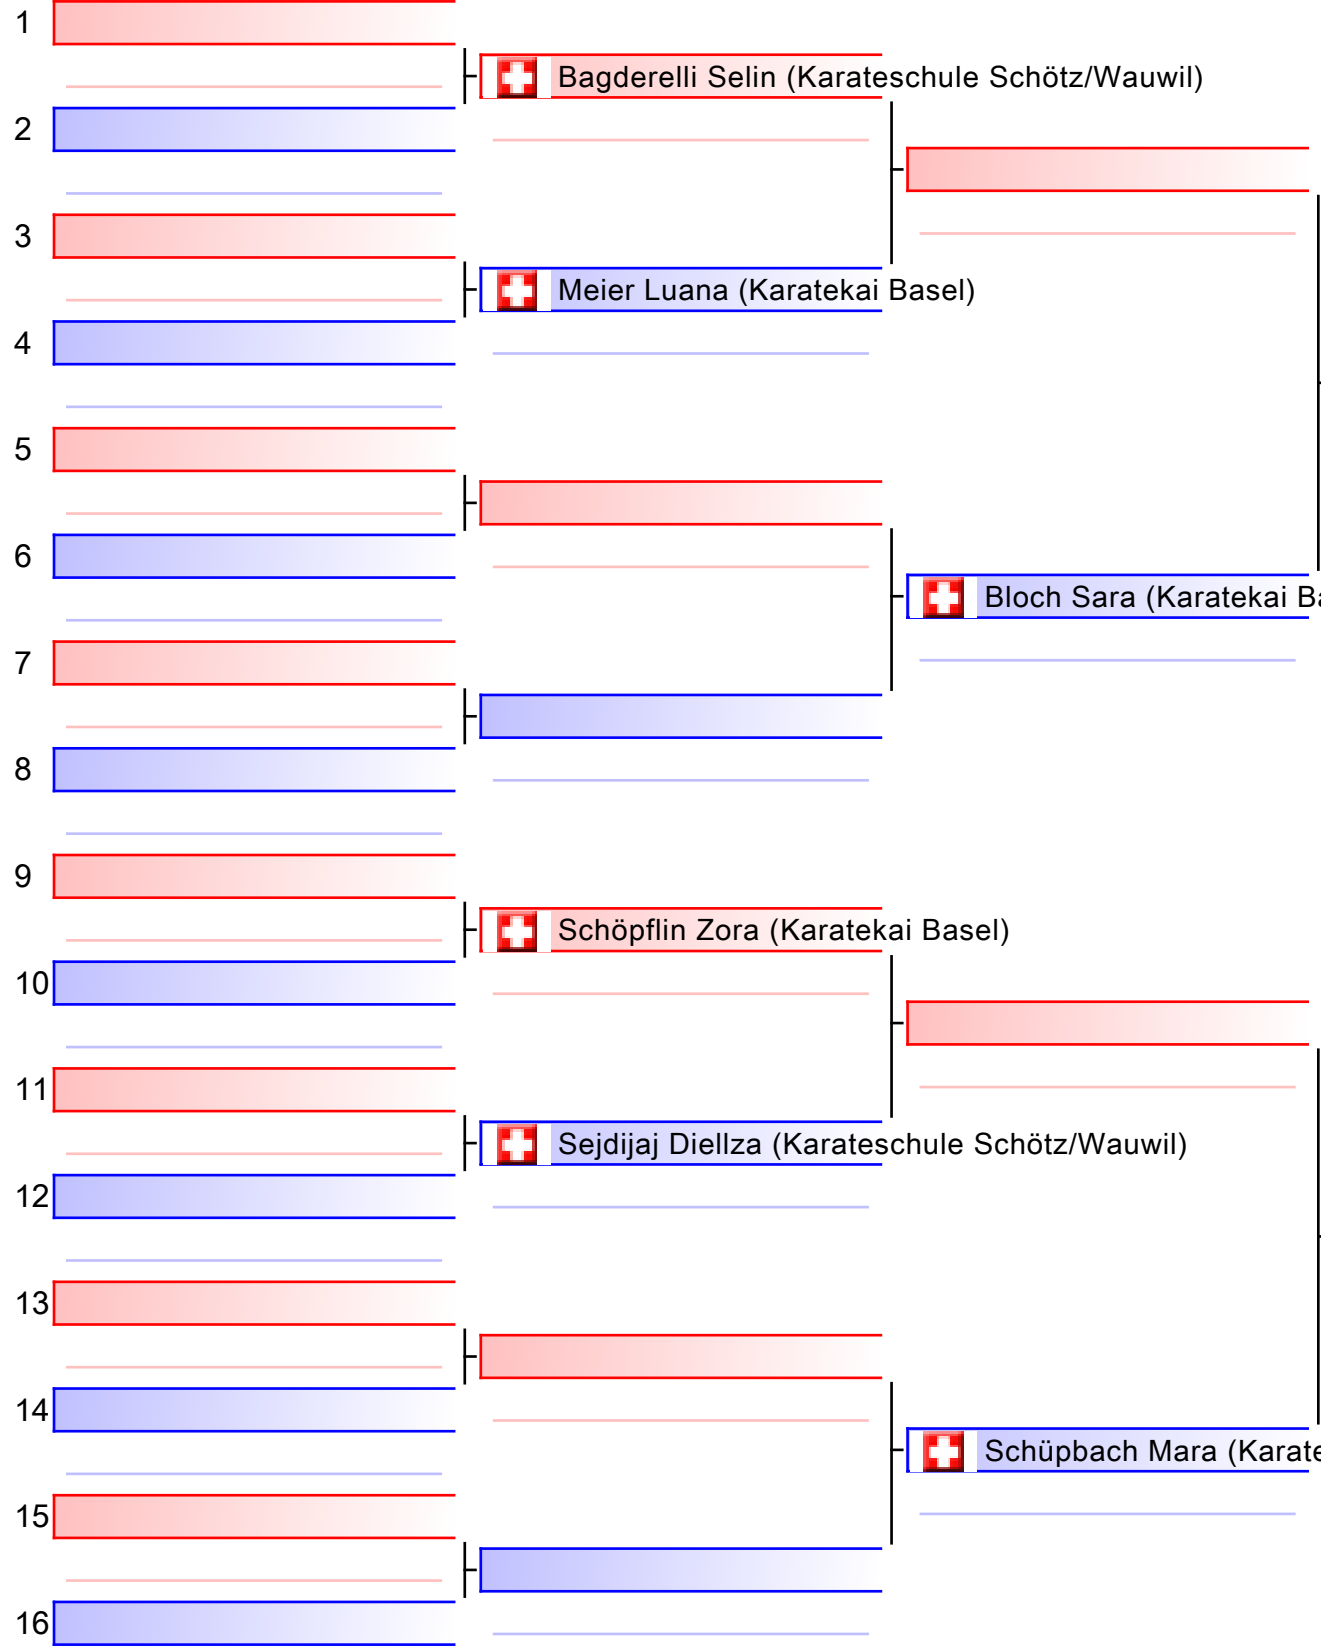 1
Bagderelli Selin (Karateschule Schötz/Wauwil)
2
3
Meier Luana (Karatekai Basel)
4
5
6
Bloch Sara (Karatekai
7
8
9
Schöpflin Zora (Karatekai Basel)
10
11
Sejdijaj Diellza (Karateschule Schötz/Wauwil)
12
13
14
Schüpbach Mara
15
16